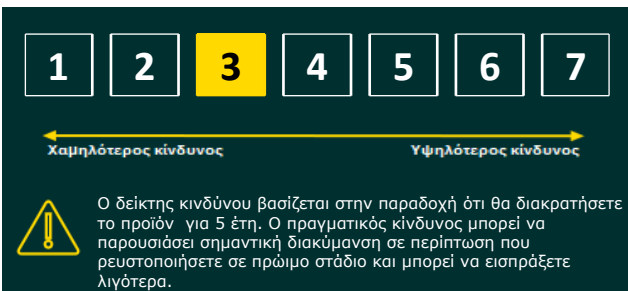 1 2 3 4 5 6 7
Χαμηλότερος κίνδυνος Υψηλότερος κίνδυνος
Ο δείκτης κινδύνου βασίζεται στην παραδοχή ότι θα διακρατήσετε
το προϊόν για 5 έτη. Ο πραγματικός κίνδυνος μπορεί να
παρουσιάσει σημαντική διακύμανση σε περίπτωση που
ρευστοποιήσετε σε πρώιμο στάδιο και μπορεί να εισπράξετε
λιγότερα.